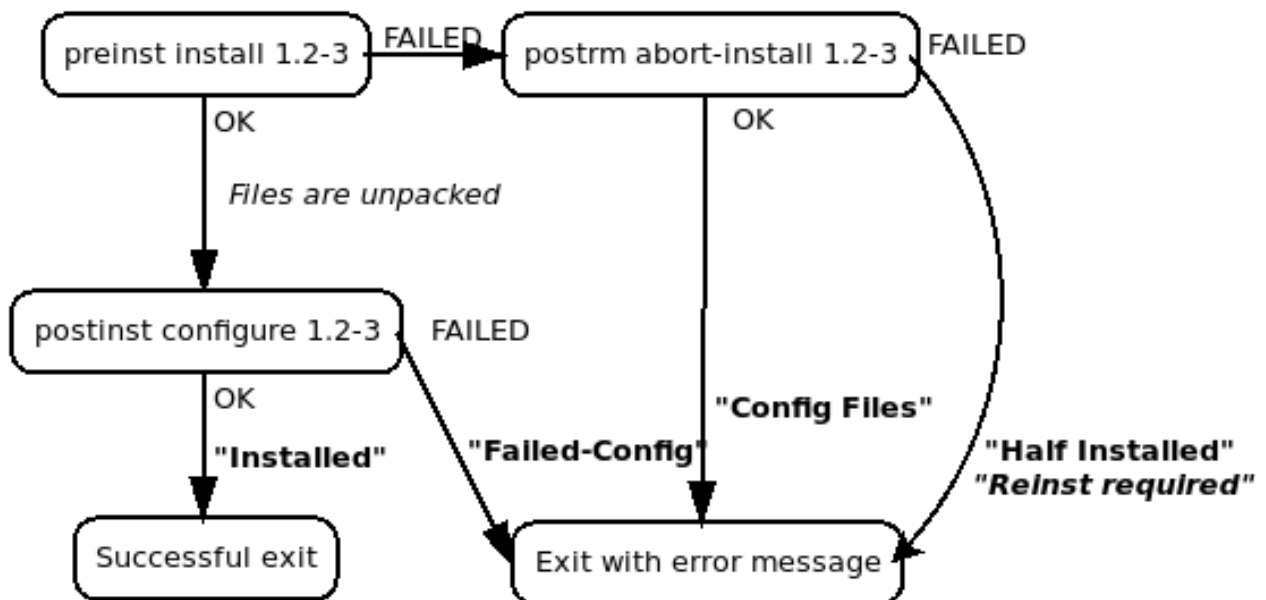 preinst install 1.2-3
FAILED
postrm abort-install 1.2-3
FAILED
OK
OK
Files are unpacked
postinst configure 1.2-3
FAILED
OK
"Config Files"
"Installed"
"Failed-Config"
"Half Installed"
"Reinst required"
Successful exit
Exit with error message